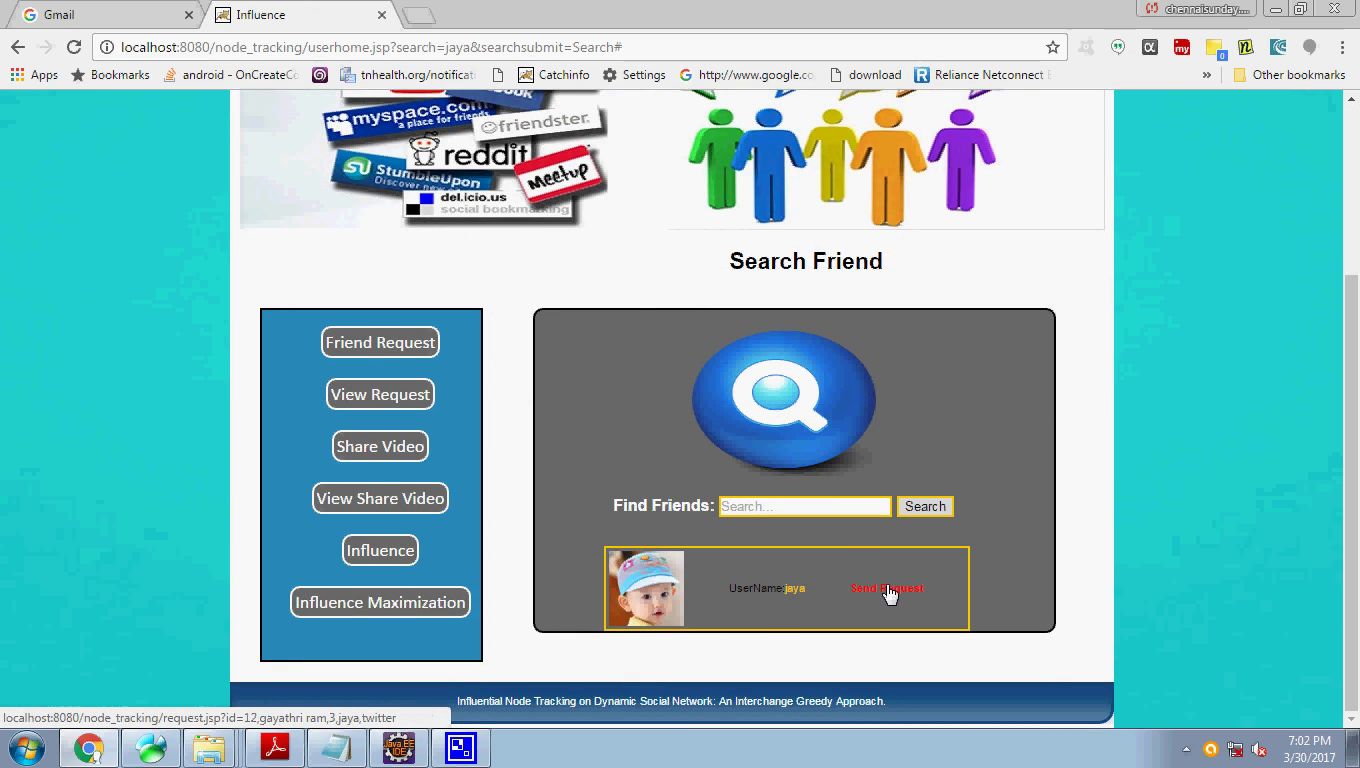 Gmail
Influence
chennaisunday....
localhost:8080/node_tracking/userhome.jsp?search=jaya&searchsubmit=Search#
Apps Bookmarks android - OnCreateCo tnhealth.org/notificati Catchinfo Settings http://www.google.co download Reliance Netconnect Other bookmarks
myspace.com
a place for friends
friendster.
reddit
StumbleUpon
Discover new
Meetup
del.icio.us
social bookmarking
Search Friend
Friend Request
View Request
Share Video
View Share Video
Influence
Influence Maximization
Find Friends: Search... Search
UserName:jaya Send Request
Influential Node Tracking on Dynamic Social Network: An Interchange Greedy Approach.
localhost:8080/node_tracking/request.jsp?id=12,gayathri ram,3,jaya,twitter
Java EE
IDE
7:02 PM
3/30/2017